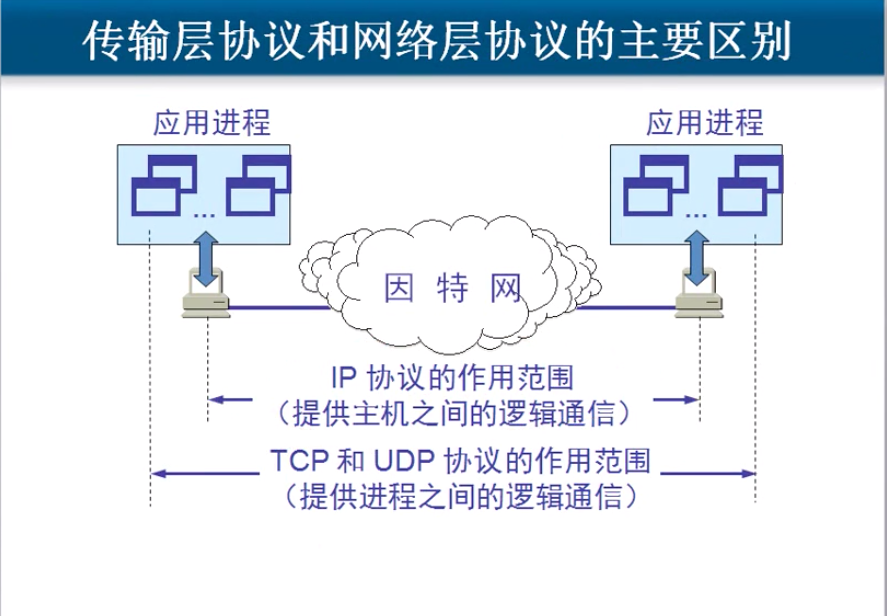 传输层协议和网络层协议的主要区别
应用进程
应用进程
...
...
因 特 网
IP 协议的作用范围
（提供主机之间的逻辑通信）
TCP 和 UDP 协议的作用范围
（提供进程之间的逻辑通信）